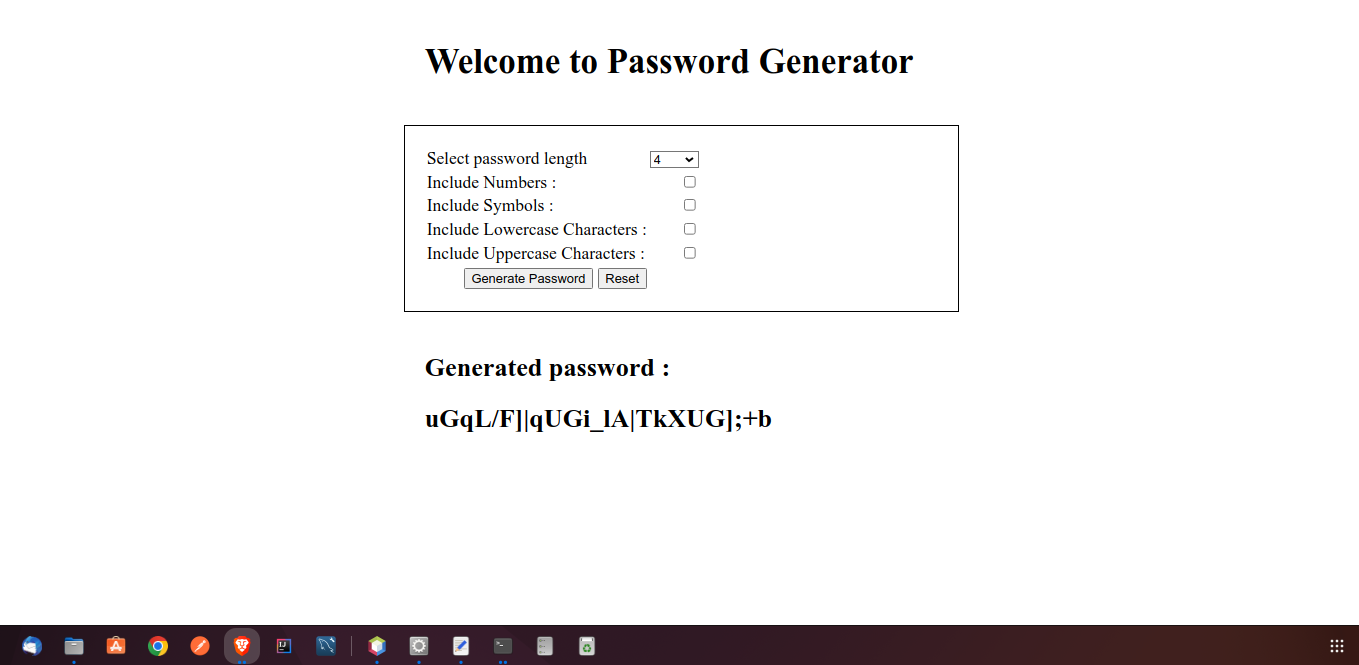 Welcome to Password Generator
Select password length 4
Include Numbers :
Include Symbols :
Include Lowercase Characters :
Include Uppercase Characters :
Generate Password Reset
Generated password :
uGqL/F]|qUGi_lA|TkXUG];+b